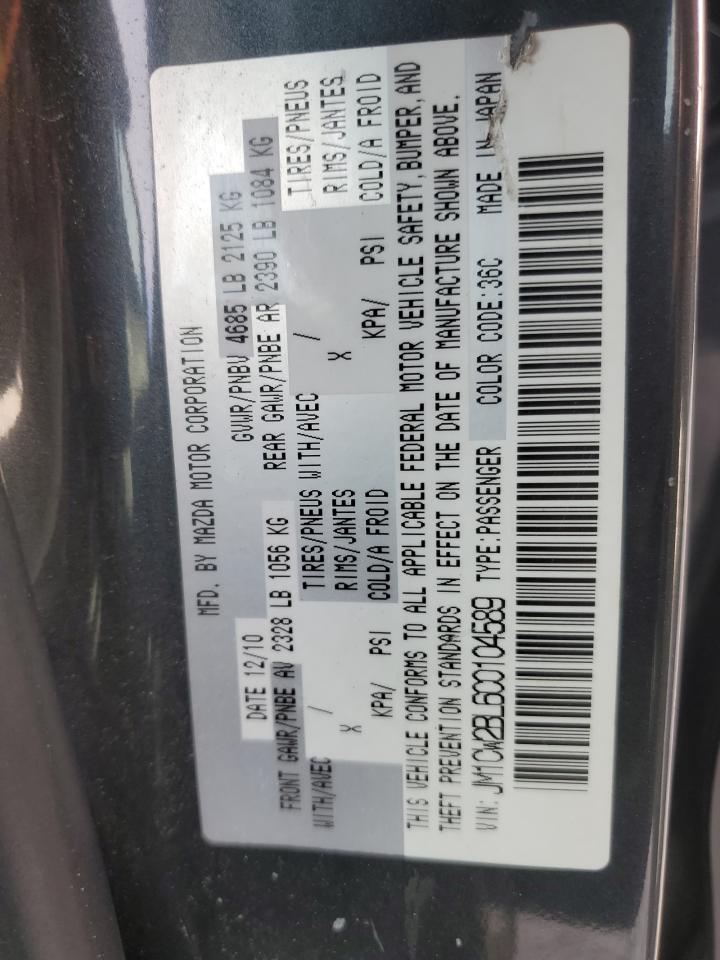 MFD. BY MAZDA MOTOR CORPORATION
DATE 12/10 GVWR/PNBV 4685 LB 2125 KG
FRONT GAWR/PNBE AV 2328 LB 1056 KG REAR GAWR/PNBE AR 2390 LB 1084 KG
WITH/AVEC / TIRES/PNEUS WITH/AVEC / TIRES/PNEUS
X RIMS/JANTES X RIMS/JANTES
KPA/ PSI COLD/A FROID KPA/ PSI COLD/A FROID
THIS VEHICLE CONFORMS TO ALL APPLICABLE FEDERAL MOTOR VEHICLE SAFETY, BUMPER, AND
THEFT PREVENTION STANDARDS IN EFFECT ON THE DATE OF MANUFACTURE SHOWN ABOVE.
VIN: JM1CW2BL6C0104589 TYPE:PASSENGER COLOR CODE:36C MADE IN JAPAN